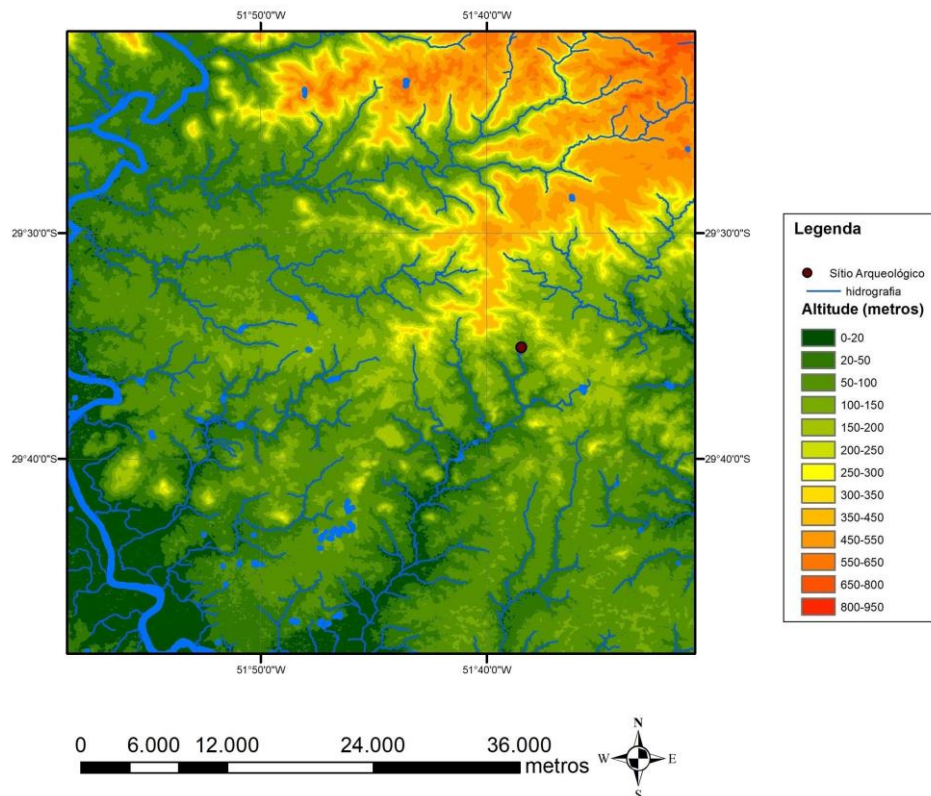 51°50'0"W 51°40'0"W
29°30'0"S 29°30'0"S
29°40'0"S 29°40'0"S
51°50'0"W 51°40'0"W
Legenda
Sítio Arqueológico
hidrografia
Altitude (metros)
0-20
20-50
50-100
100-150
150-200
200-250
250-300
300-350
350-450
450-550
550-650
650-800
800-950
0 6.000 12.000 24.000 36.000
metros
N
W E
S